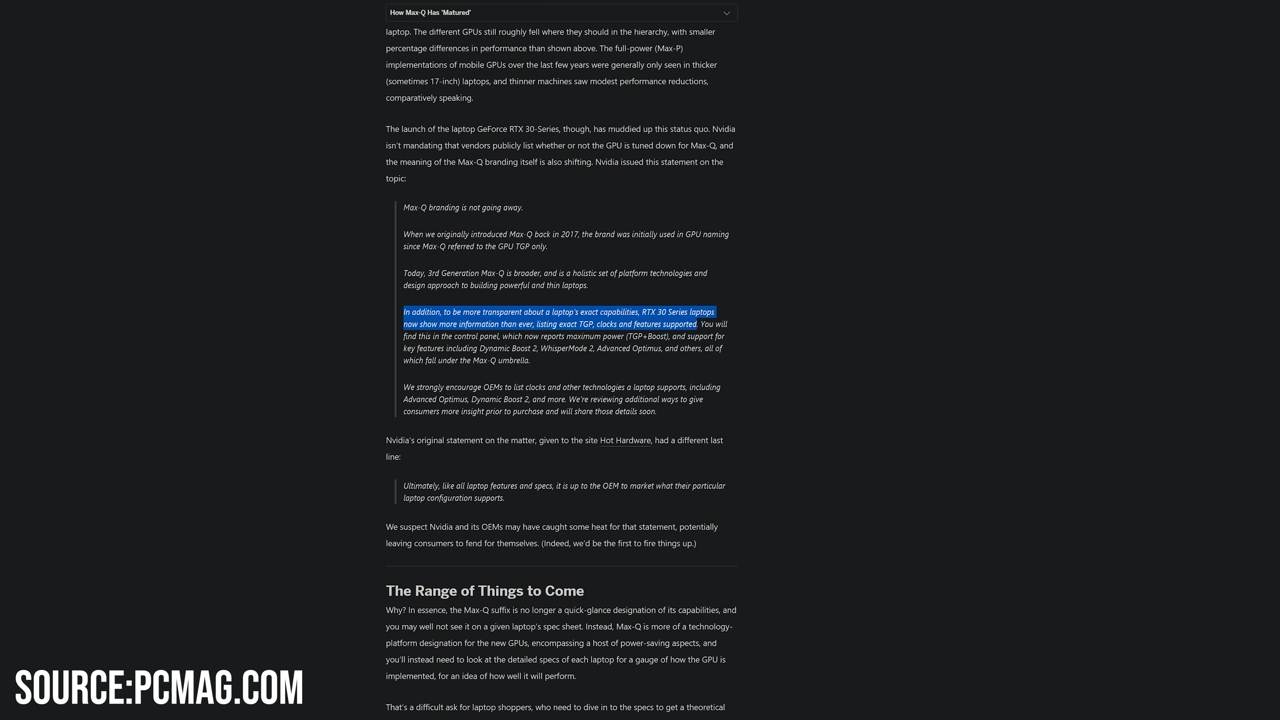 How Max-Q Has 'Matured'
laptop. The different GPUs still roughly fell where they should in the hierarchy, with smaller
percentage differences in performance than shown above. The full-power (Max-P)
implementations of mobile GPUs over the last few years were generally only seen in thicker
(sometimes 17-inch) laptops, and thinner machines saw modest performance reductions,
comparatively speaking.
The launch of the laptop GeForce RTX 30-Series, though, has muddied up this status quo. Nvidia
isn't mandating that vendors publicly list whether or not the GPU is tuned down for Max-Q, and
the meaning of the Max-Q branding itself is also shifting. Nvidia issued this statement on the
topic:
Max-Q branding is not going away.
When we originally introduced Max-Q back in 2017, the brand was initially used in GPU naming
since Max-Q referred to the GPU TGP only.
Today, 3rd Generation Max-Q is broader, and is a holistic set of platform technologies and
design approach to building powerful and thin laptops.
In addition, to be more transparent about a laptop's exact capabilities, RTX 30 Series laptops
now show more information than ever, listing exact TGP, clocks and features supported. You will
find this in the control panel, which now reports maximum power (TGP+Boost), and support for
key features including Dynamic Boost 2, WhisperMode 2, Advanced Optimus, and others, all of
which fall under the Max-Q umbrella.
We strongly encourage OEMs to list clocks and other technologies a laptop supports, including
Advanced Optimus, Dynamic Boost 2, and more. We're reviewing additional ways to give
consumers more insight prior to purchase and will share those details soon.
Nvidia's original statement on the matter, given to the site Hot Hardware, had a different last
line:
Ultimately, like all laptop features and specs, it is up to the OEM to market what their particular
laptop configuration supports.
We suspect Nvidia and its OEMs may have caught some heat for that statement, potentially
leaving consumers to fend for themselves. (Indeed, we'd be the first to fire things up.)
The Range of Things to Come
Why? In essence, the Max-Q suffix is no longer a quick-glance designation of its capabilities, and
you may well not see it on a given laptop's spec sheet. Instead, Max-Q is more of a technology-
platform designation for the new GPUs, encompassing a host of power-saving aspects, and
you'll instead need to look at the detailed specs of each laptop for a gauge of how the GPU is
implemented, for an idea of how well it will perform.
That's a difficult ask for laptop shoppers, who need to dive in to the specs to get a theoretical
SOURCE:PCMAG.COM